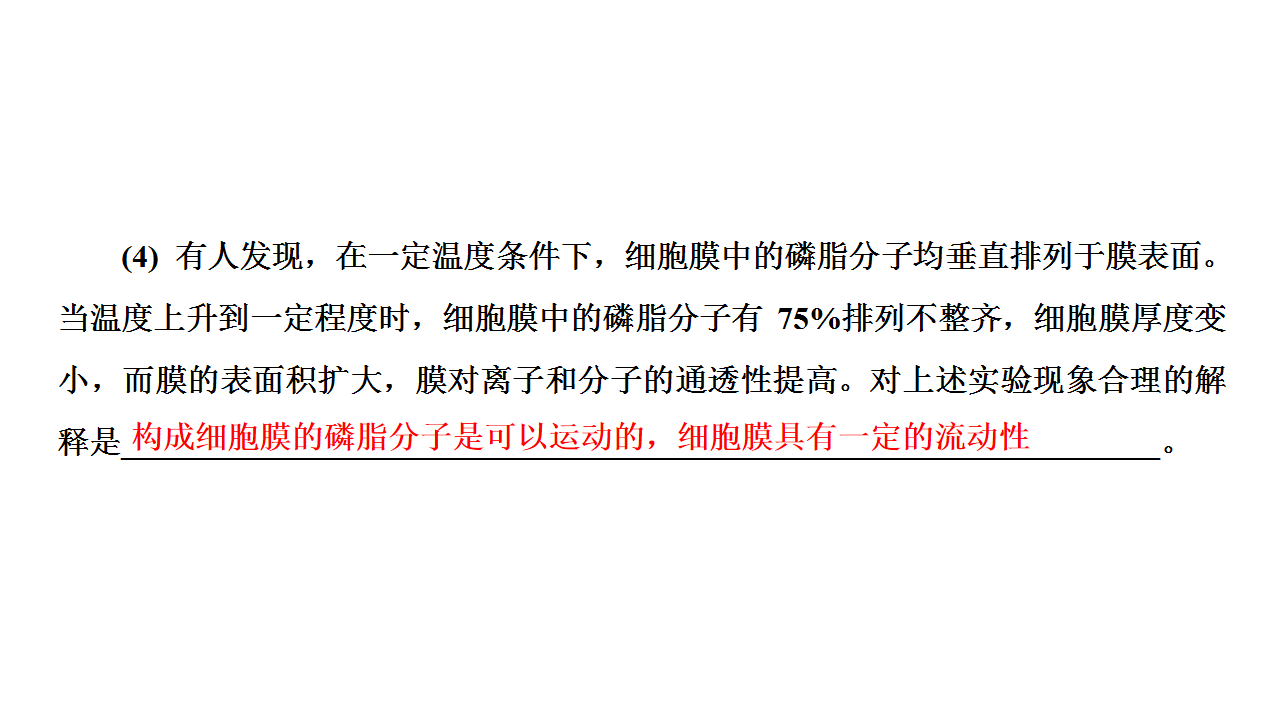 (4) 有人发现，在一定温度条件下，细胞膜中的磷脂分子均垂直排列于膜表面。
当温度上升到一定程度时，细胞膜中的磷脂分子有 75%排列不整齐，细胞膜厚度变
小，而膜的表面积扩大，膜对离子和分子的通透性提高。对上述实验现象合理的解
释是构成细胞膜的磷脂分子是可以运动的，细胞膜具有一定的流动性。